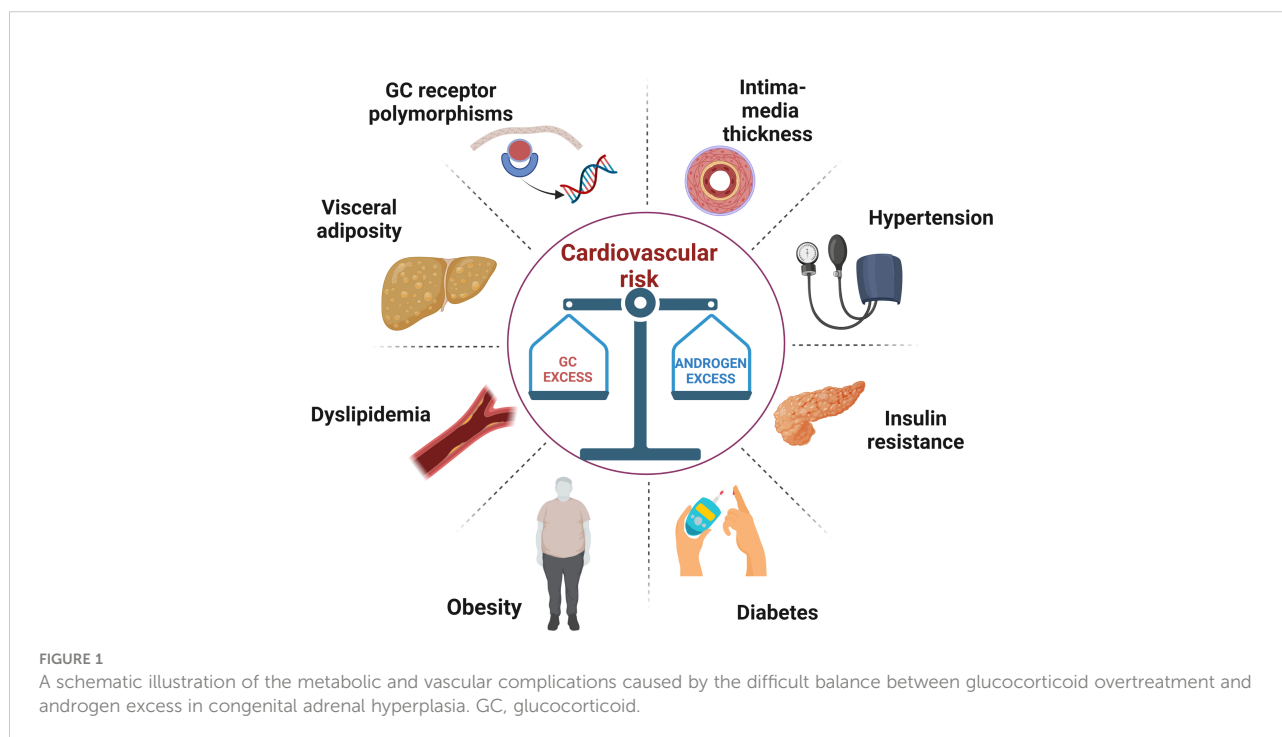 GC receptor
polymorphisms
Intima-
media
thickness
Visceral
adiposity
Hypertension
Cardiovascular
risk
GC
EXCESS
ANDROGEN
EXCESS
Dyslipidemia
Insulin
resistance
Obesity
Diabetes
FIGURE 1
A schematic illustration of the metabolic and vascular complications caused by the difficult balance between glucocorticoid overtreatment and
androgen excess in congenital adrenal hyperplasia. GC, glucocorticoid.